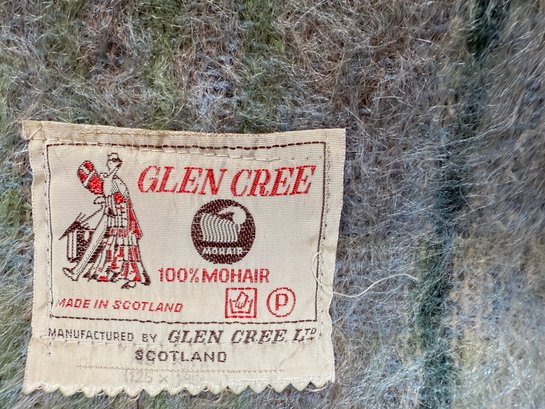 GLEN CREE
MOHAIR
100% MOHAIR
MADE IN SCOTLAND
P
MANUFACTURED BY GLEN CREE LTD
SCOTLAND